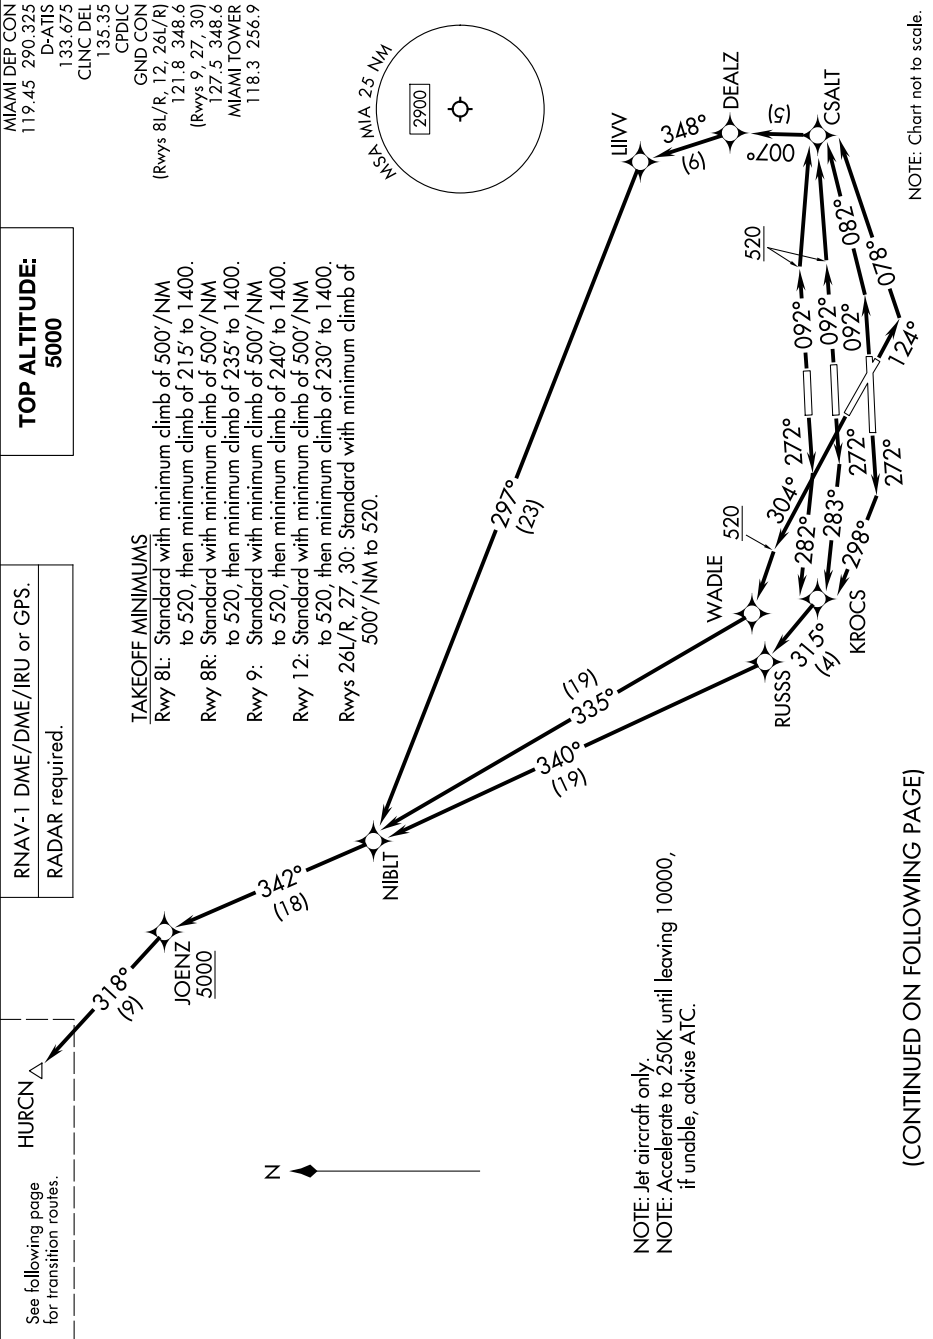 MIAMI DEP CON
119.45 290.325
D-ATIS
133.675
CLNC DEL
135.35
CPDLC
GND CON
(Rwys 8L/R, 12, 26L/R)
121.8 348.6
(Rwys 9, 27, 30)
127.5 348.6
MIAMI TOWER
118.3 256.9
TOP ALTITUDE:
5000
RNAV-1 DME/DME/IRU or GPS.
RADAR required.
See following page
for transition routes.
HURCN
318°
(9)
JOENZ
5000
342°
(18)
NIBLT
TAKEOFF MINIMUMS
Rwy 8L: Standard with minimum climb of 500'/NM
to 520, then minimum climb of 215' to 1400.
Rwy 8R: Standard with minimum climb of 500'/NM
to 520, then minimum climb of 235' to 1400.
Rwy 9: Standard with minimum climb of 500'/NM
to 520, then minimum climb of 240' to 1400.
Rwy 12: Standard with minimum climb of 500'/NM
to 520, then minimum climb of 230' to 1400.
Rwys 26L/R, 27, 30: Standard with minimum climb of
500'/NM to 520.
MSA MIA 25 NM
2900
N
297°
(23)
LIIVV
348°
(9)
DEALZ
007°
(5)
CSALT
335°
(19)
340°
(19)
WADLE
RUSSS
315°
(4)
KROCS
520
520
304°
272°
282°
272°
283°
272°
298°
092°
092°
092°
082°
078°
124°
NOTE: Jet aircraft only.
NOTE: Accelerate to 250K until leaving 10000,
if unable, advise ATC.
(CONTINUED ON FOLLOWING PAGE)
NOTE: Chart not to scale.